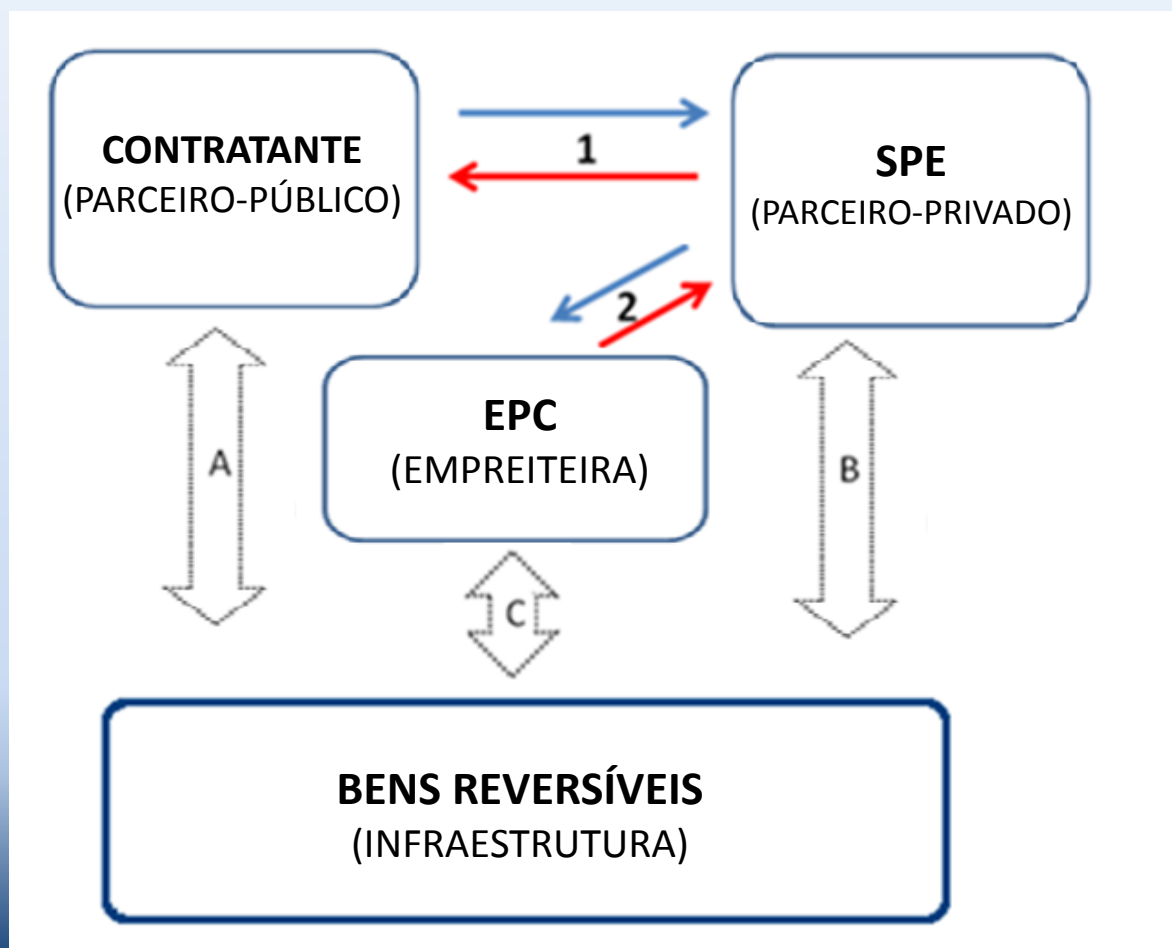 CONTRATANTE
(PARCEIRO-PÚBLICO)
1
SPE
(PARCEIRO-PRIVADO)
2
EPC
(EMPREITEIRA)
A
B
C
BENS REVERSÍVEIS
(INFRAESTRUTURA)